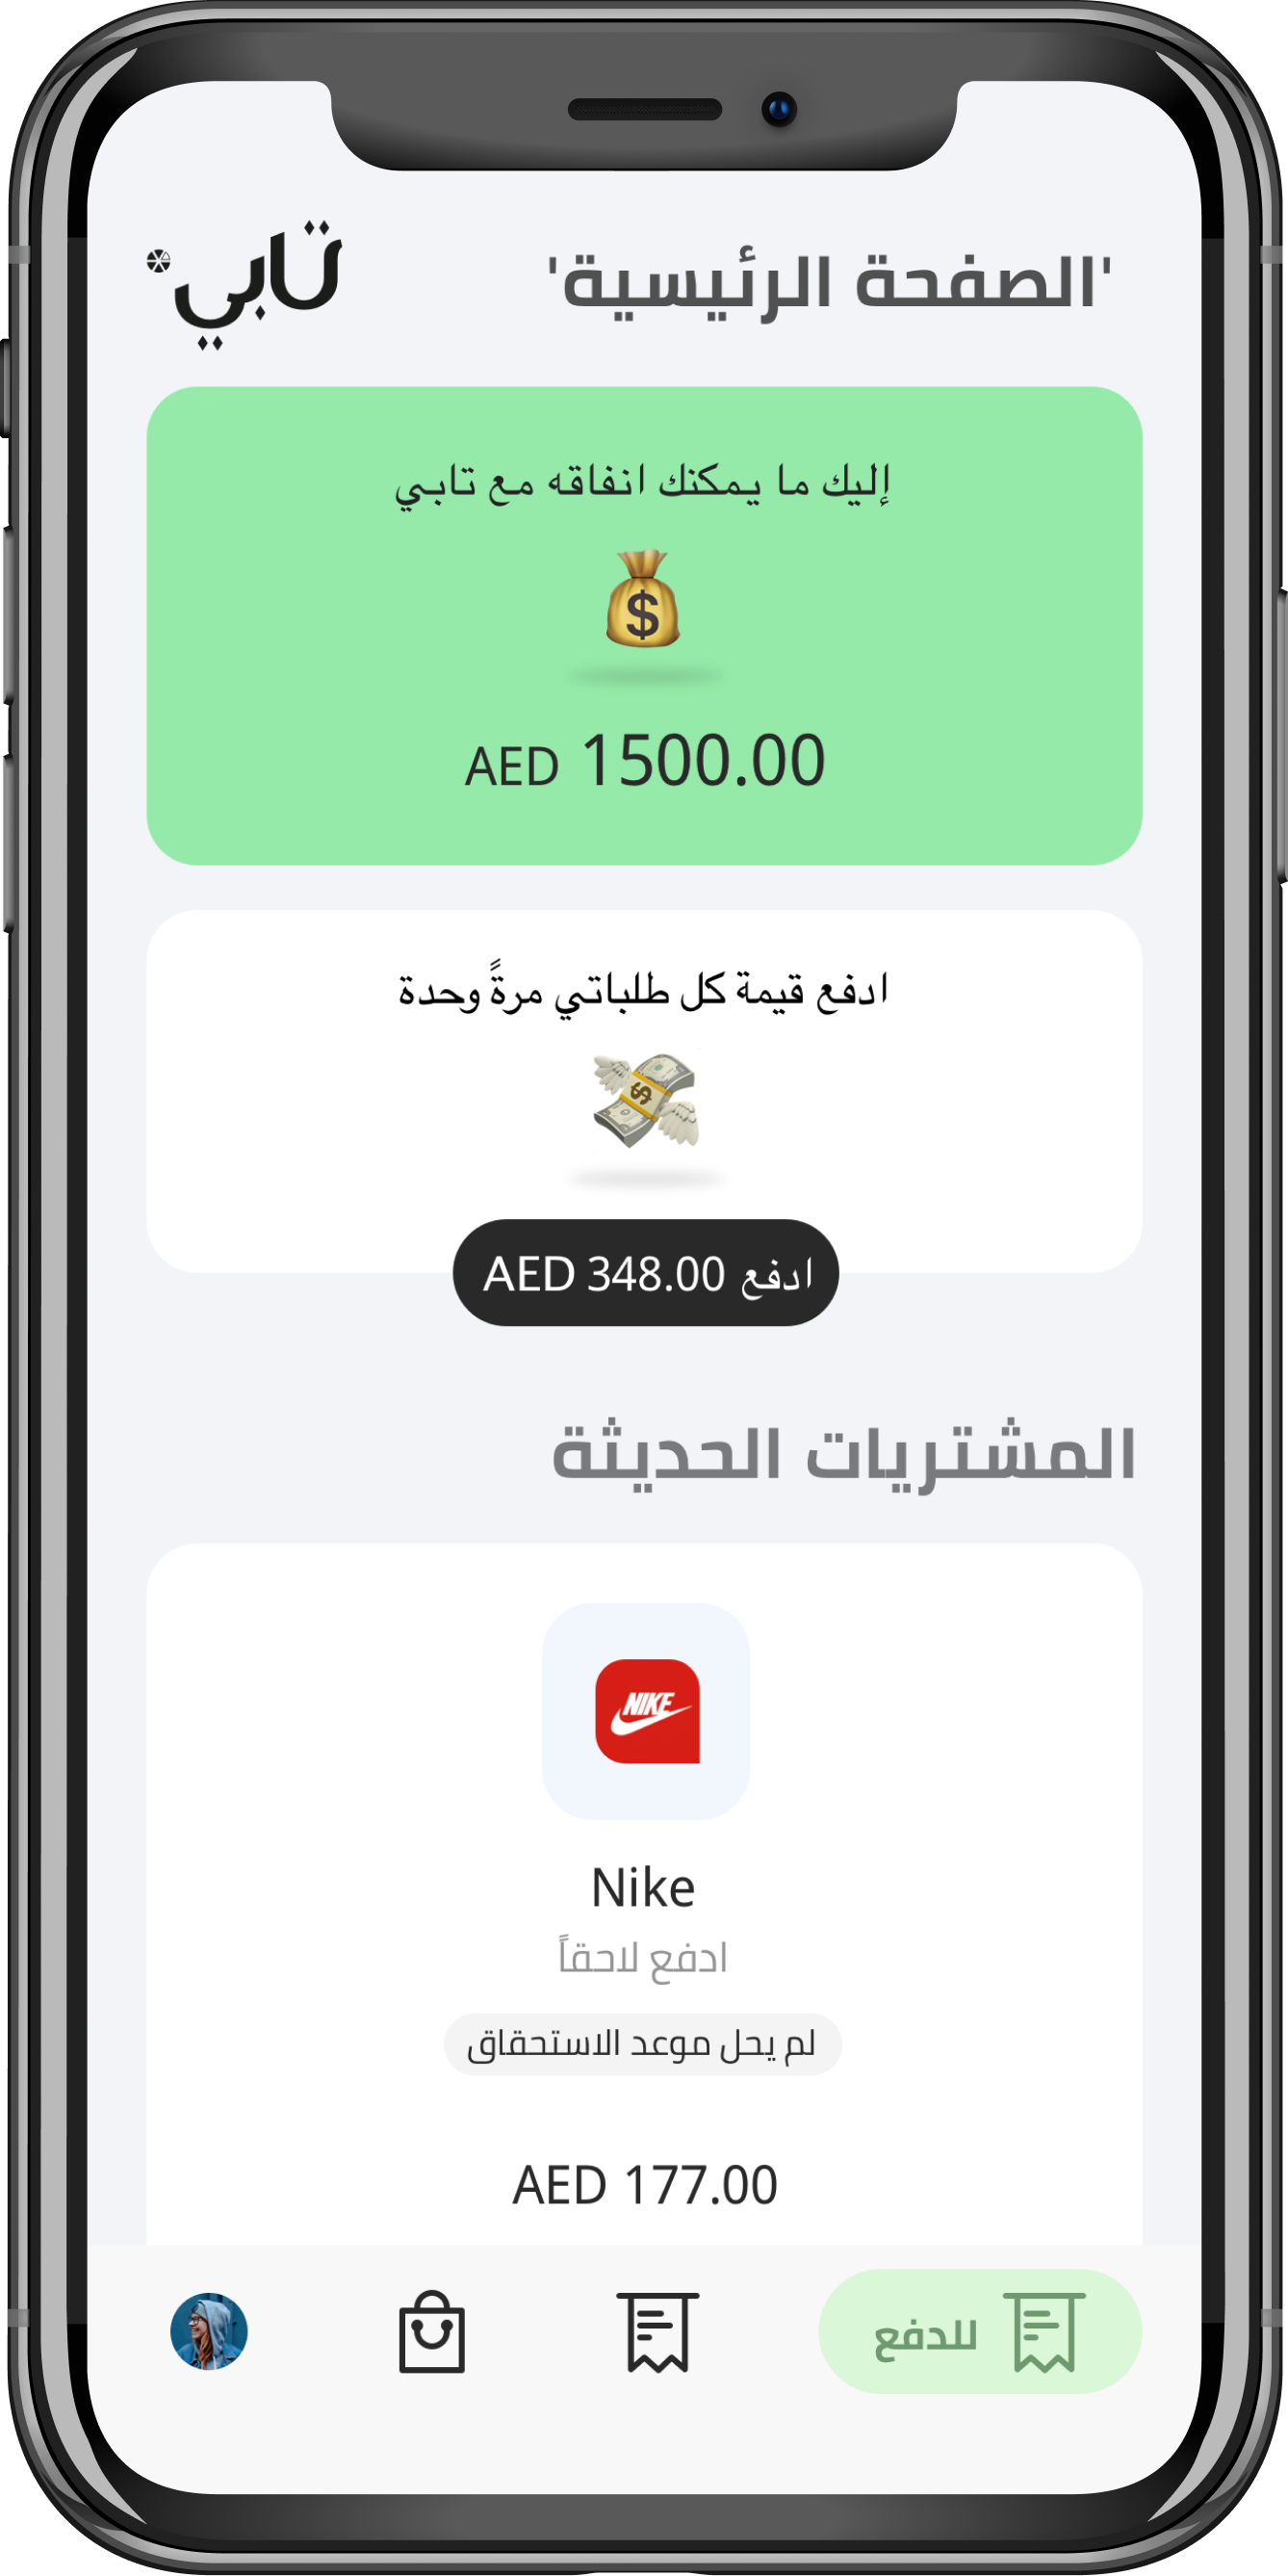 'الصفحة الرئيسية'
تابي
إليك ما يمكنك انفاقه مع تابي
$
AED 1500.00
ادفع قيمة كل طلباتي مرةً وحدة
ادفع AED 348.00
المشتريات الحديثة
NIKE
Nike
ادفع لاحقاً
لم يحل موعد الاستحقاق
AED 177.00
للدفع